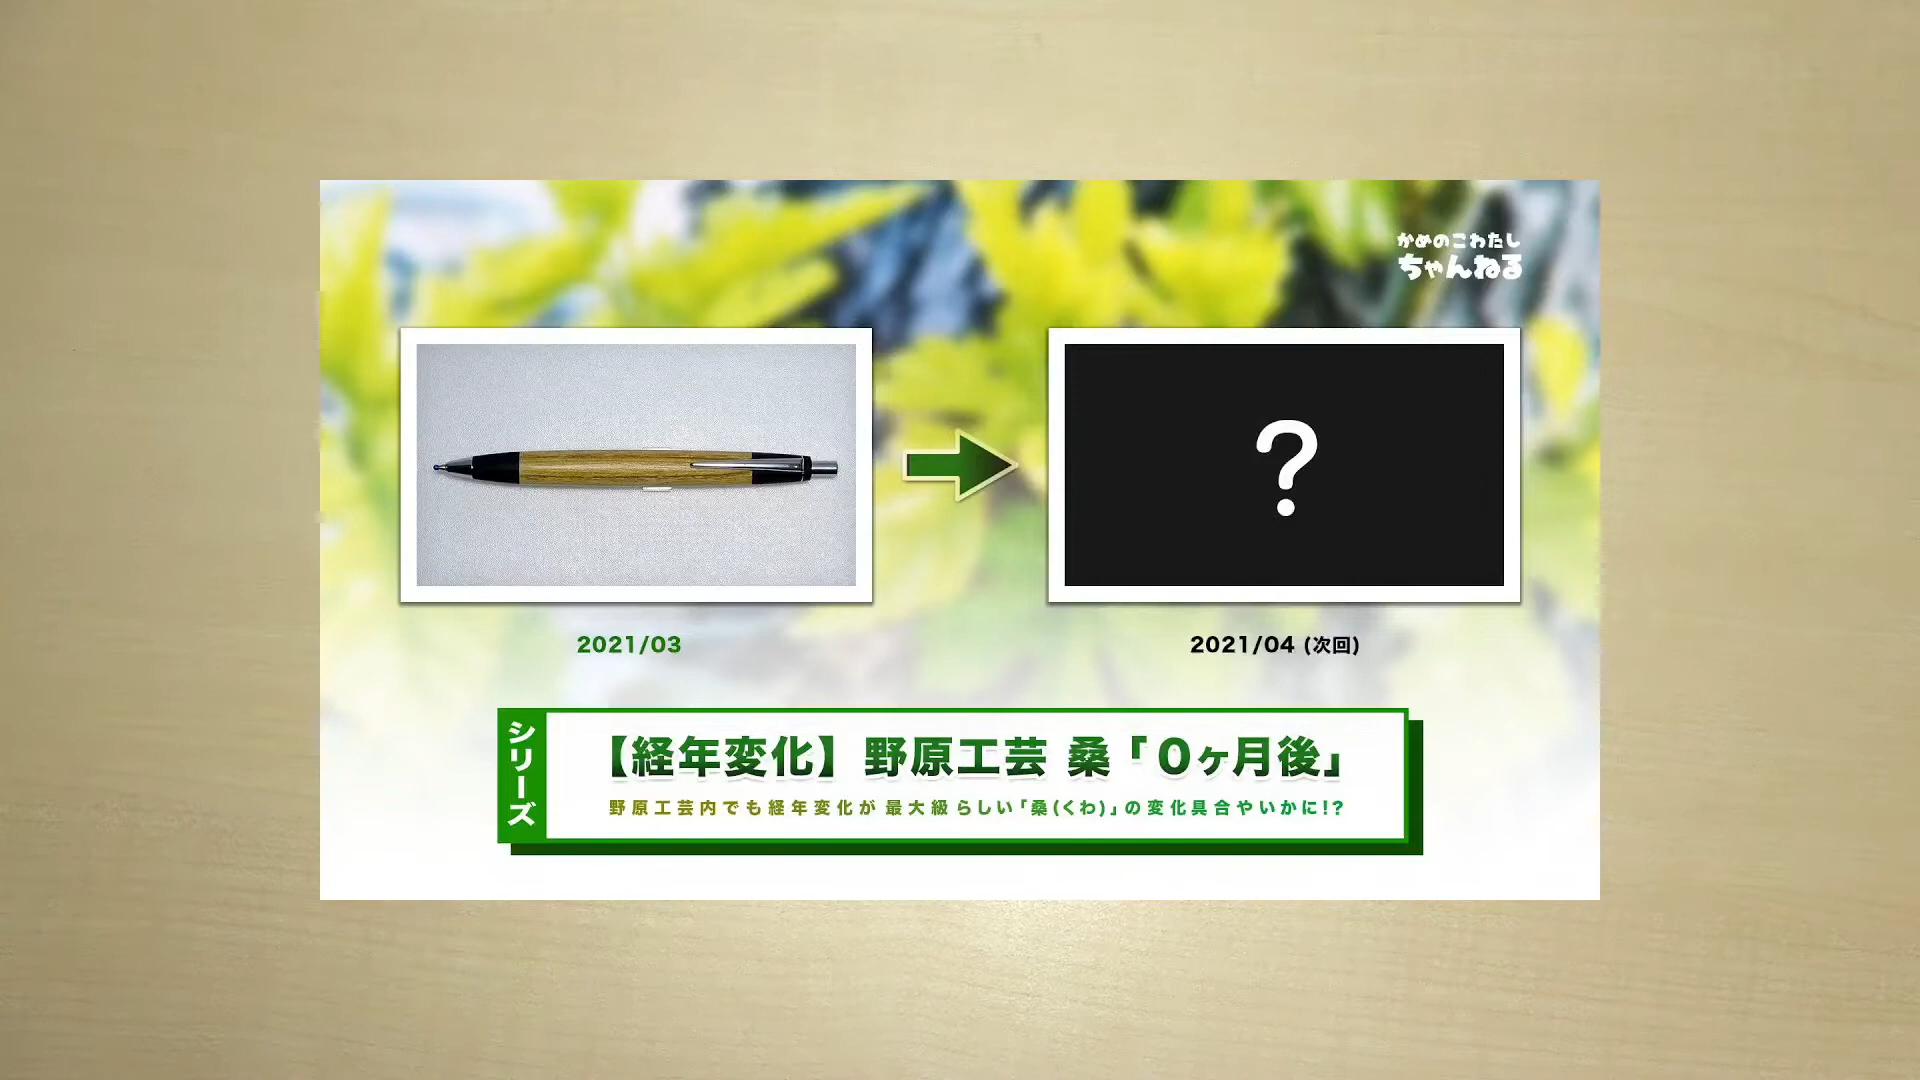 かめのこわたし
ちゃんねる
?
2021/03
2021/04 (次回)
シリーズ
【経年変化】野原工芸 桑「0ヶ月後」
野原工芸内でも経年変化が最大級らしい「桑(くわ)」の変化具合やいかに!?